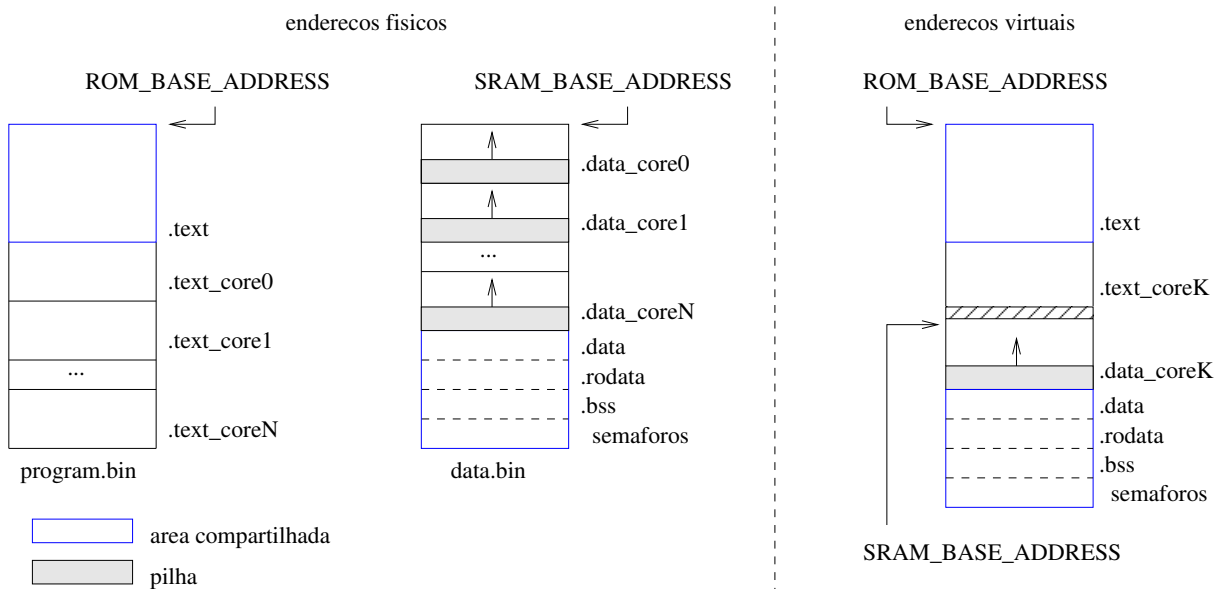 enderecos fisicos
enderecos virtuais
ROM_BASE_ADDRESS
SRAM_BASE_ADDRESS
ROM_BASE_ADDRESS
.text
.text_core0
.text_core1
...
.text_coreN
program.bin
.data_core0
.data_core1
...
.data_coreN
.data
.rodata
.bss
semaforos
data.bin
.text
.text_coreK
.data_coreK
.data
.rodata
.bss
semaforos
SRAM_BASE_ADDRESS
area compartilhada
pilha